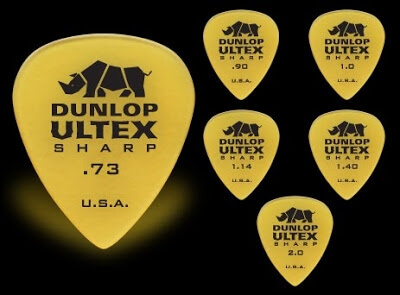 DUNLOP
ULTEX
SHARP
.73
U.S.A.
DUNLOP
ULTEX
SHARP
.90
U.S.A.
DUNLOP
ULTEX
SHARP
1.0
U.S.A.
DUNLOP
ULTEX
SHARP
1.14
U.S.A.
DUNLOP
ULTEX
SHARP
1.40
U.S.A.
DUNLOP
ULTEX
SHARP
2.0
U.S.A.